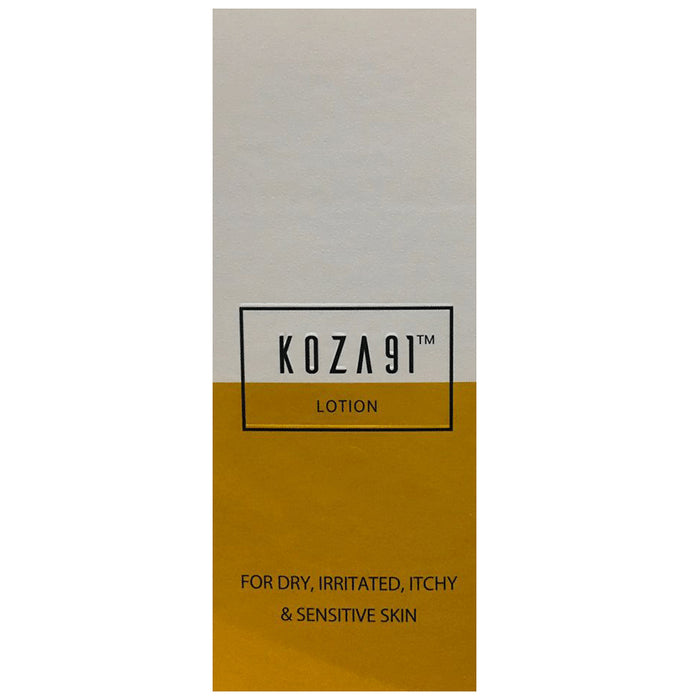 KOZA91™
LOTION
FOR DRY, IRRITATED, ITCHY
& SENSITIVE SKIN